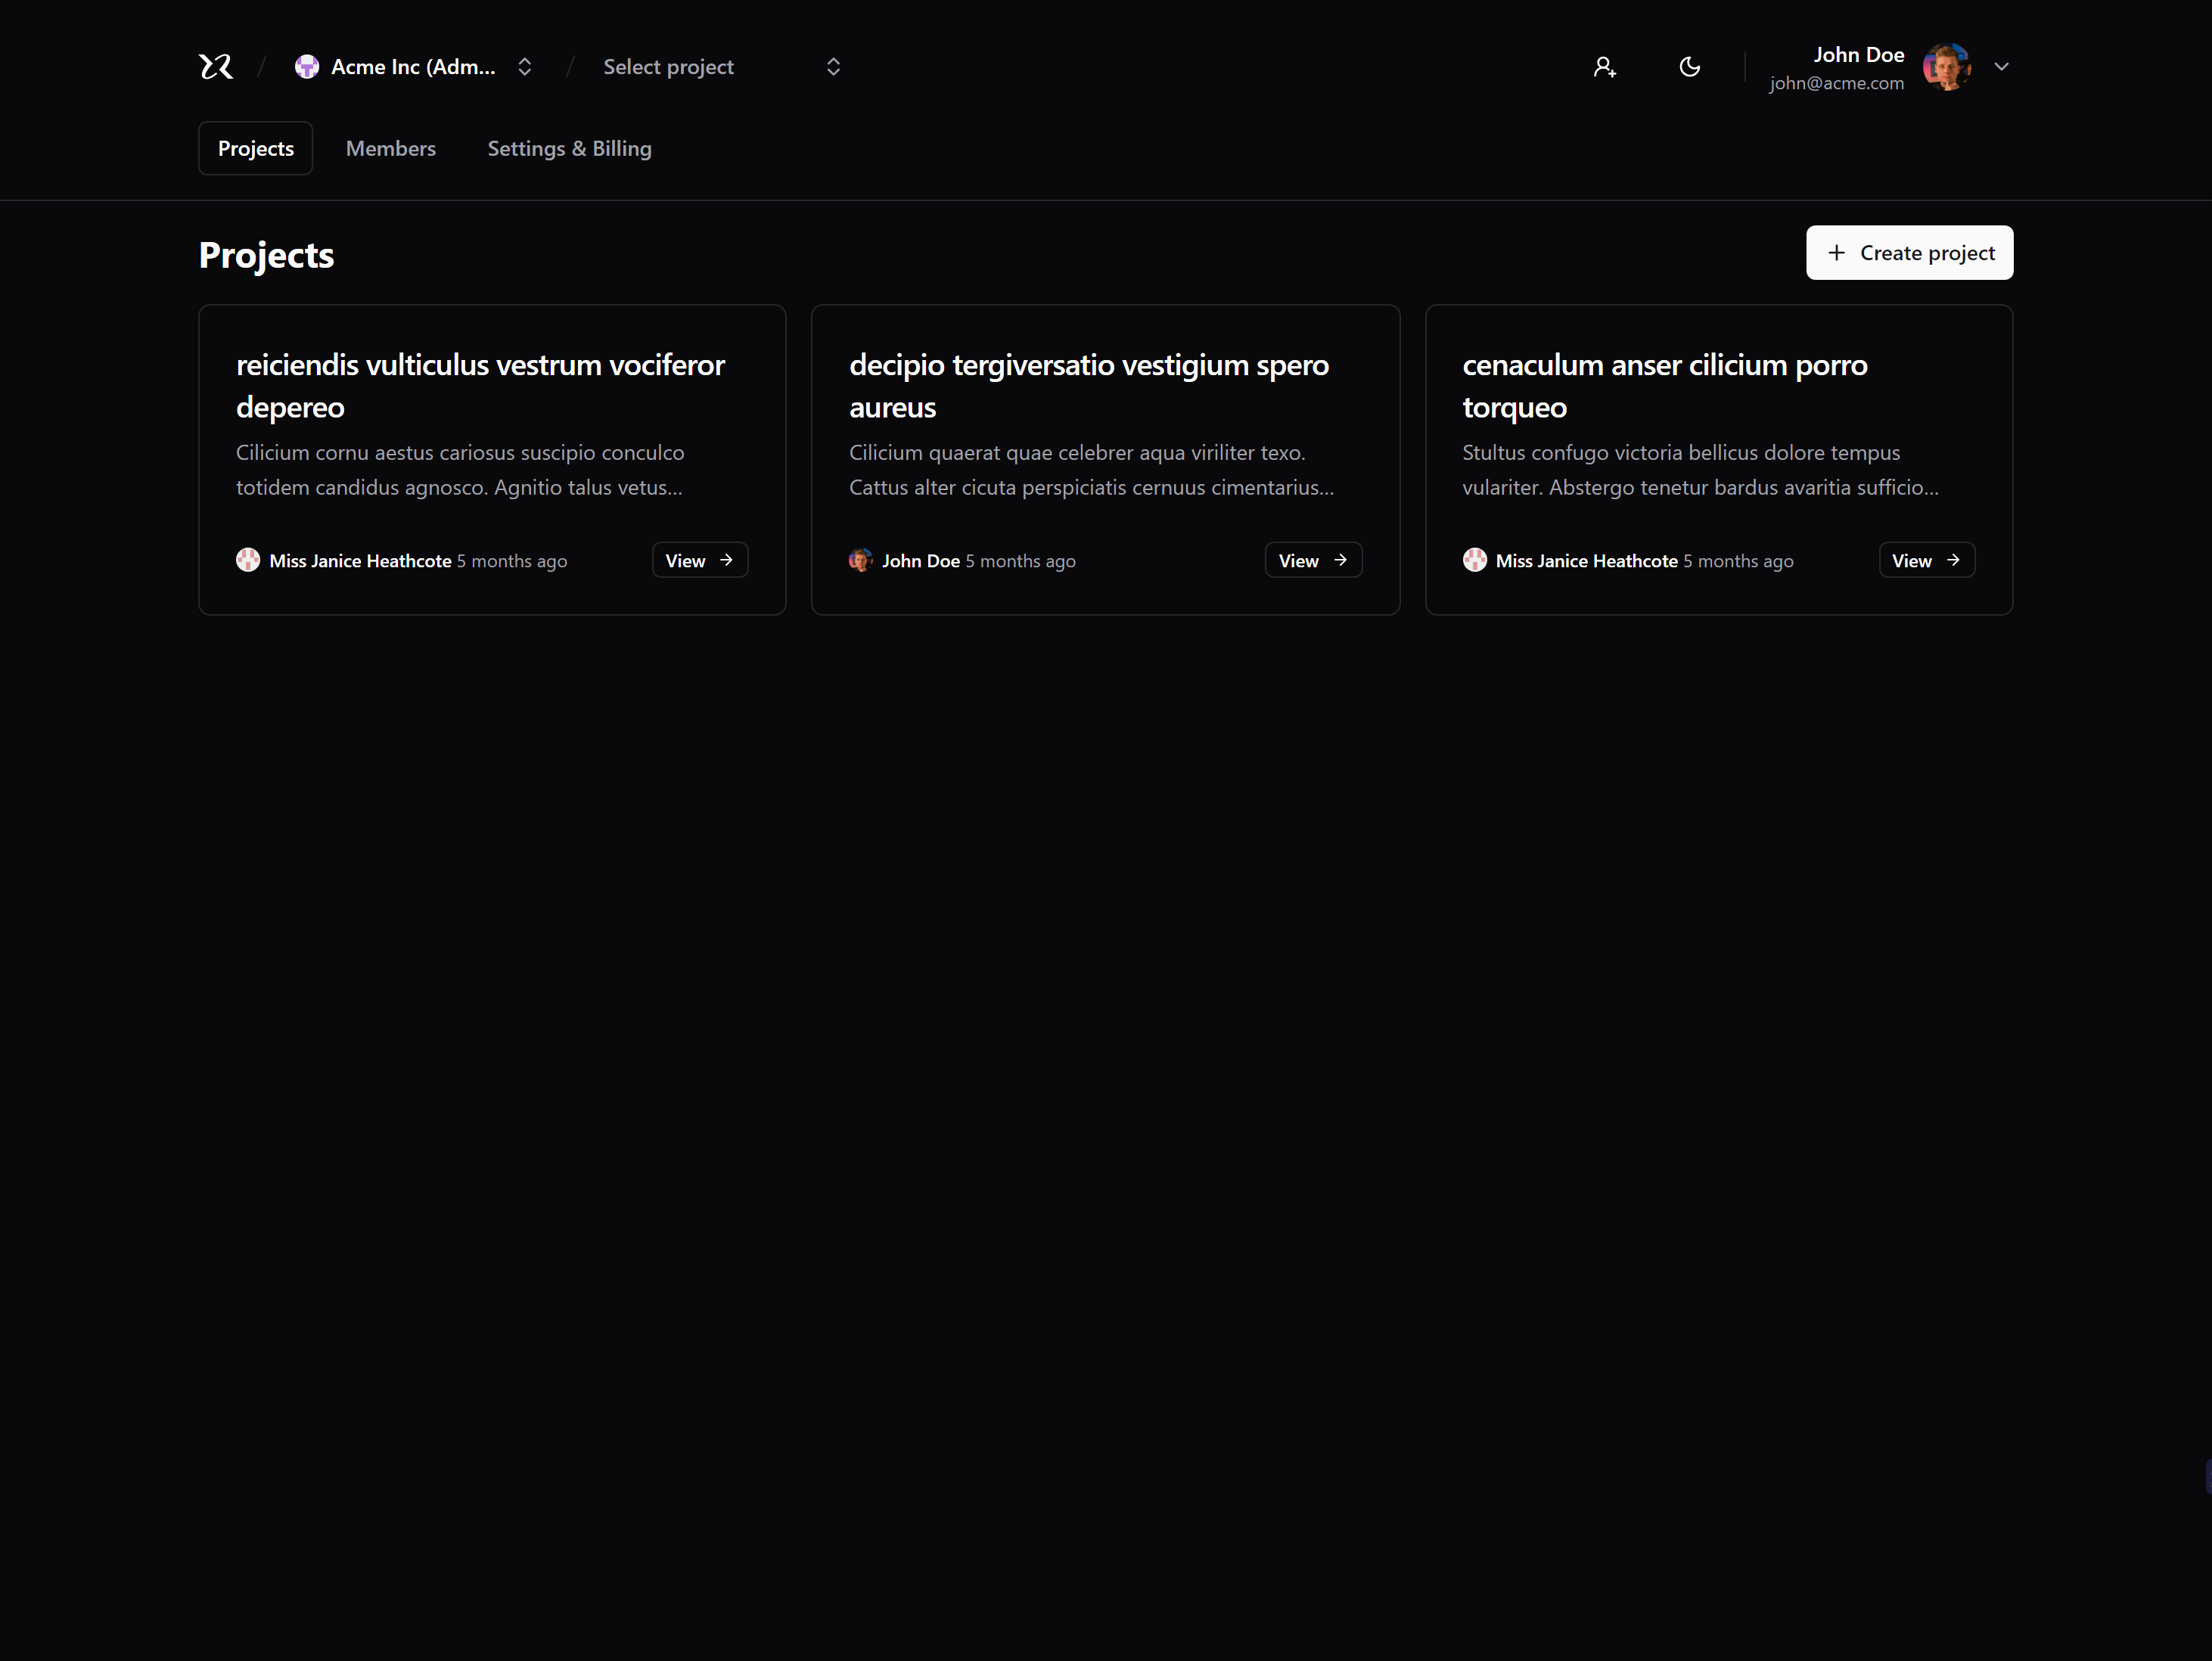 Acme Inc (Adm...
Select project
John Doe
john@acme.com
Projects
Members
Settings & Billing
Projects
Create project
reiciendis vulticulus vestrum vociferor
depereo
Cilicium cornu aestus cariosus suscipio conculco
totidem candidus agnosco. Agnitio talus vetus...
Miss Janice Heathcote 5 months ago
View
decipio tergiversatio vestigium spero
aureus
Cilicium quaerat quae celebrer aqua viriliter texo.
Cattus alter cicuta perspiciatis cernuus cimentarius...
John Doe 5 months ago
View
cenaculum anser cilicium porro
torqueo
Stultus confugo victoria bellicus dolore tempus
vulariter. Abstergo tenetur bardus avaritia sufficio...
Miss Janice Heathcote 5 months ago
View